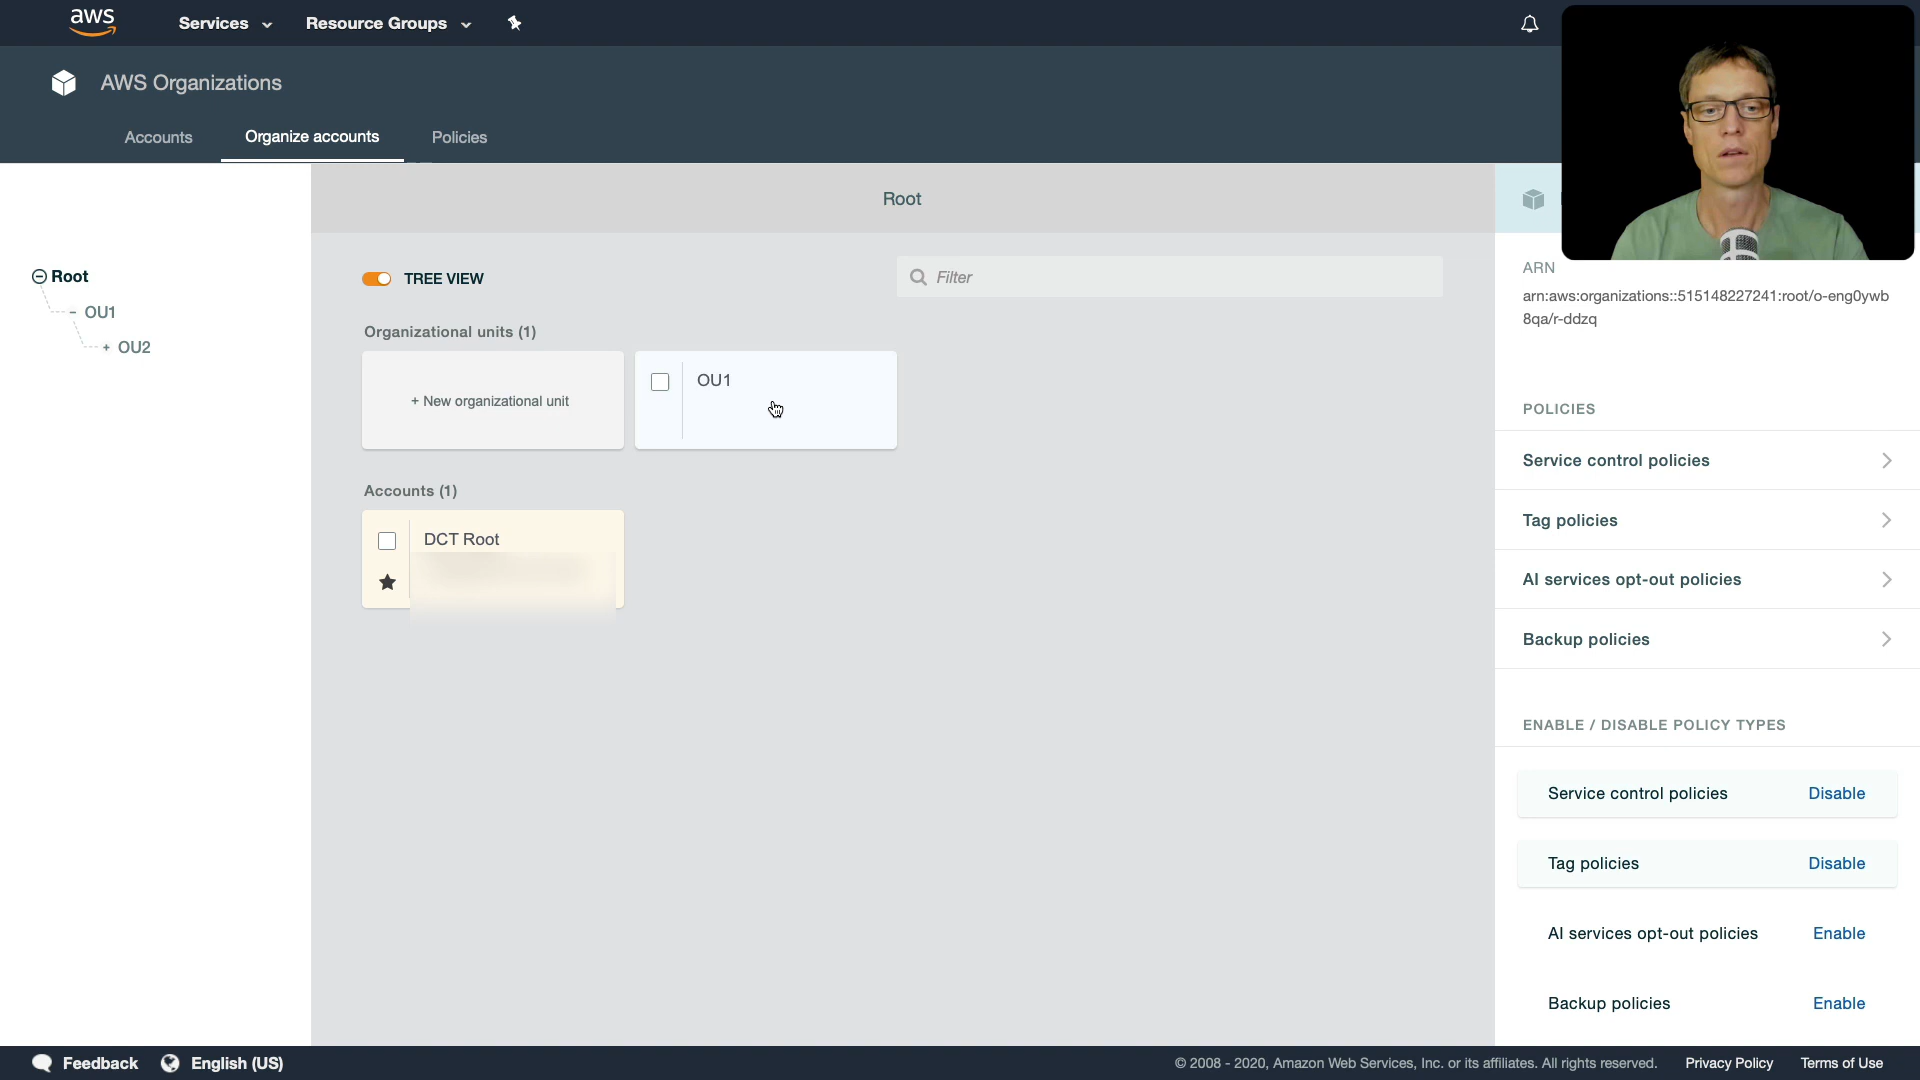 aws
Services
Resource Groups
AWS Organizations
Accounts
Organize accounts
Policies
Root
Root
OU1
OU2
TREE VIEW
Filter
Organizational units (1)
+ New organizational unit
OU1
Accounts (1)
DCT Root
ARN
arn:aws:organizations::515148227241:root/o-eng0ywb
8qa/r-ddzq
POLICIES
Service control policies
Tag policies
AI services opt-out policies
Backup policies
ENABLE / DISABLE POLICY TYPES
Service control policies Disable
Tag policies Disable
AI services opt-out policies Enable
Backup policies Enable
Feedback
English (US)
© 2008 - 2020, Amazon Web Services, Inc. or its affiliates. All rights reserved.
Privacy Policy
Terms of Use